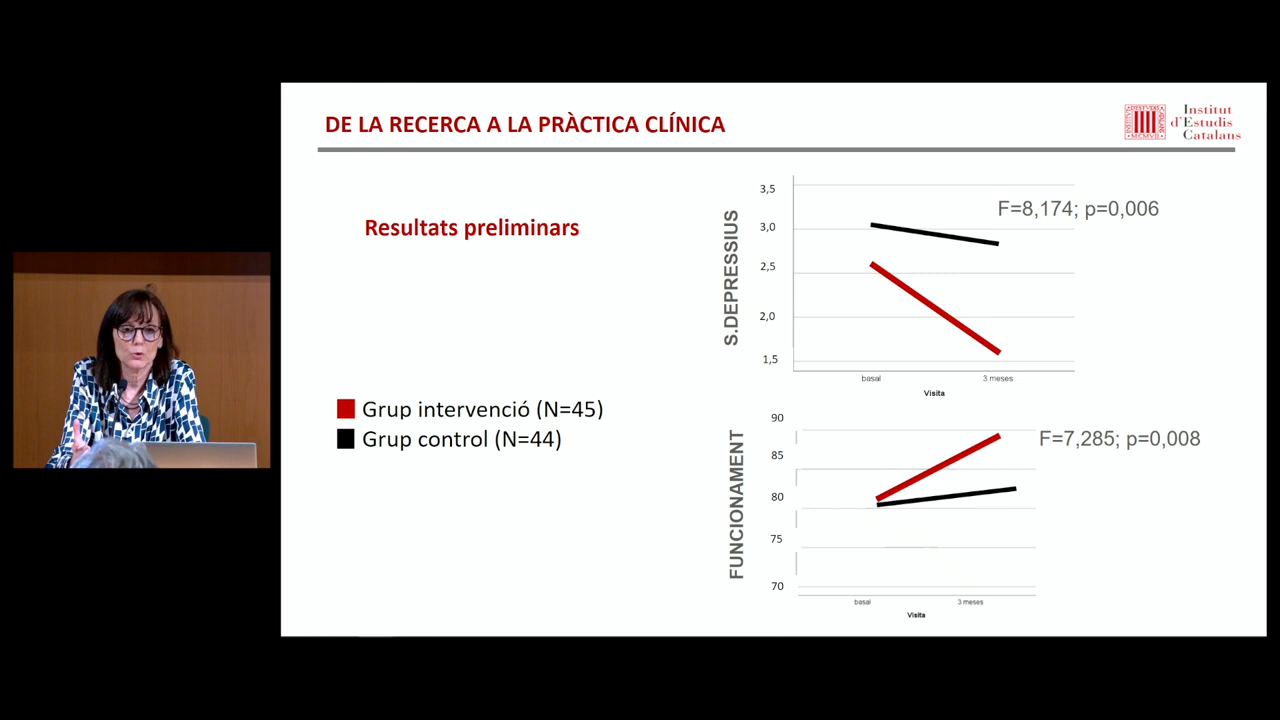 DE LA RECERCA A LA PRÀCTICA CLÍNICA
Institut
d'Estudis
Catalans
Resultats preliminars
Grup intervenció (N=45)
Grup control (N=44)
S.DEPRESSIUS
3,5
3,0
2,5
2,0
1,5
F=8,174; p=0,006
basal
3 meses
Visita
FUNCIONAMENT
90
85
80
75
70
F=7,285; p=0,008
basal
3 meses
Visita